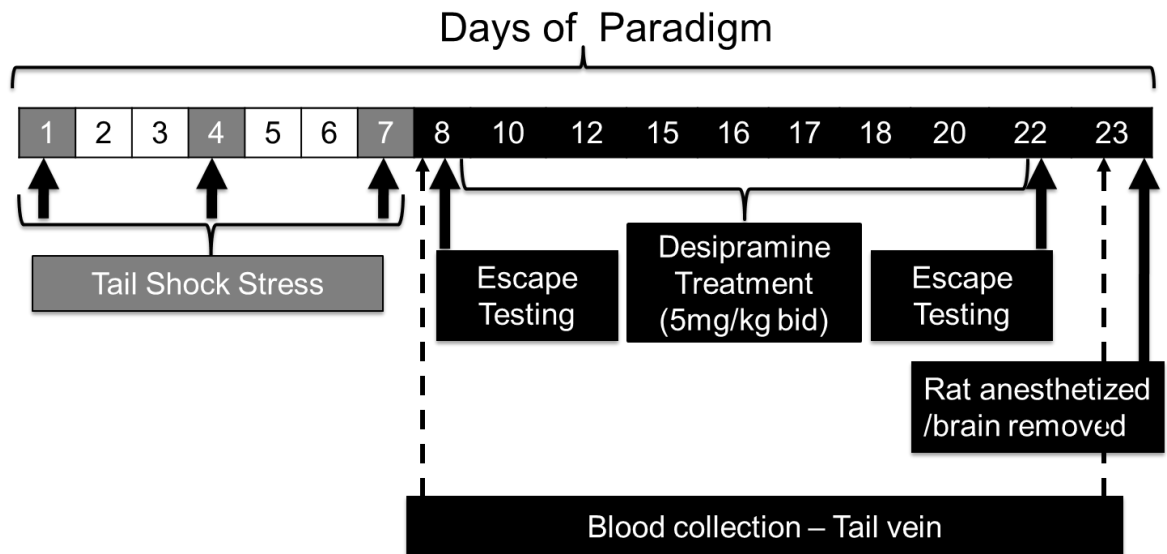 Days of Paradigm
1 2 3 4 5 6 7 8 10 12 15 16 17 18 20 22 23
Tail Shock Stress
Escape
Testing
Desipramine
Treatment
(5mg/kg bid)
Escape
Testing
Rat anesthetized
/brain removed
Blood collection – Tail vein